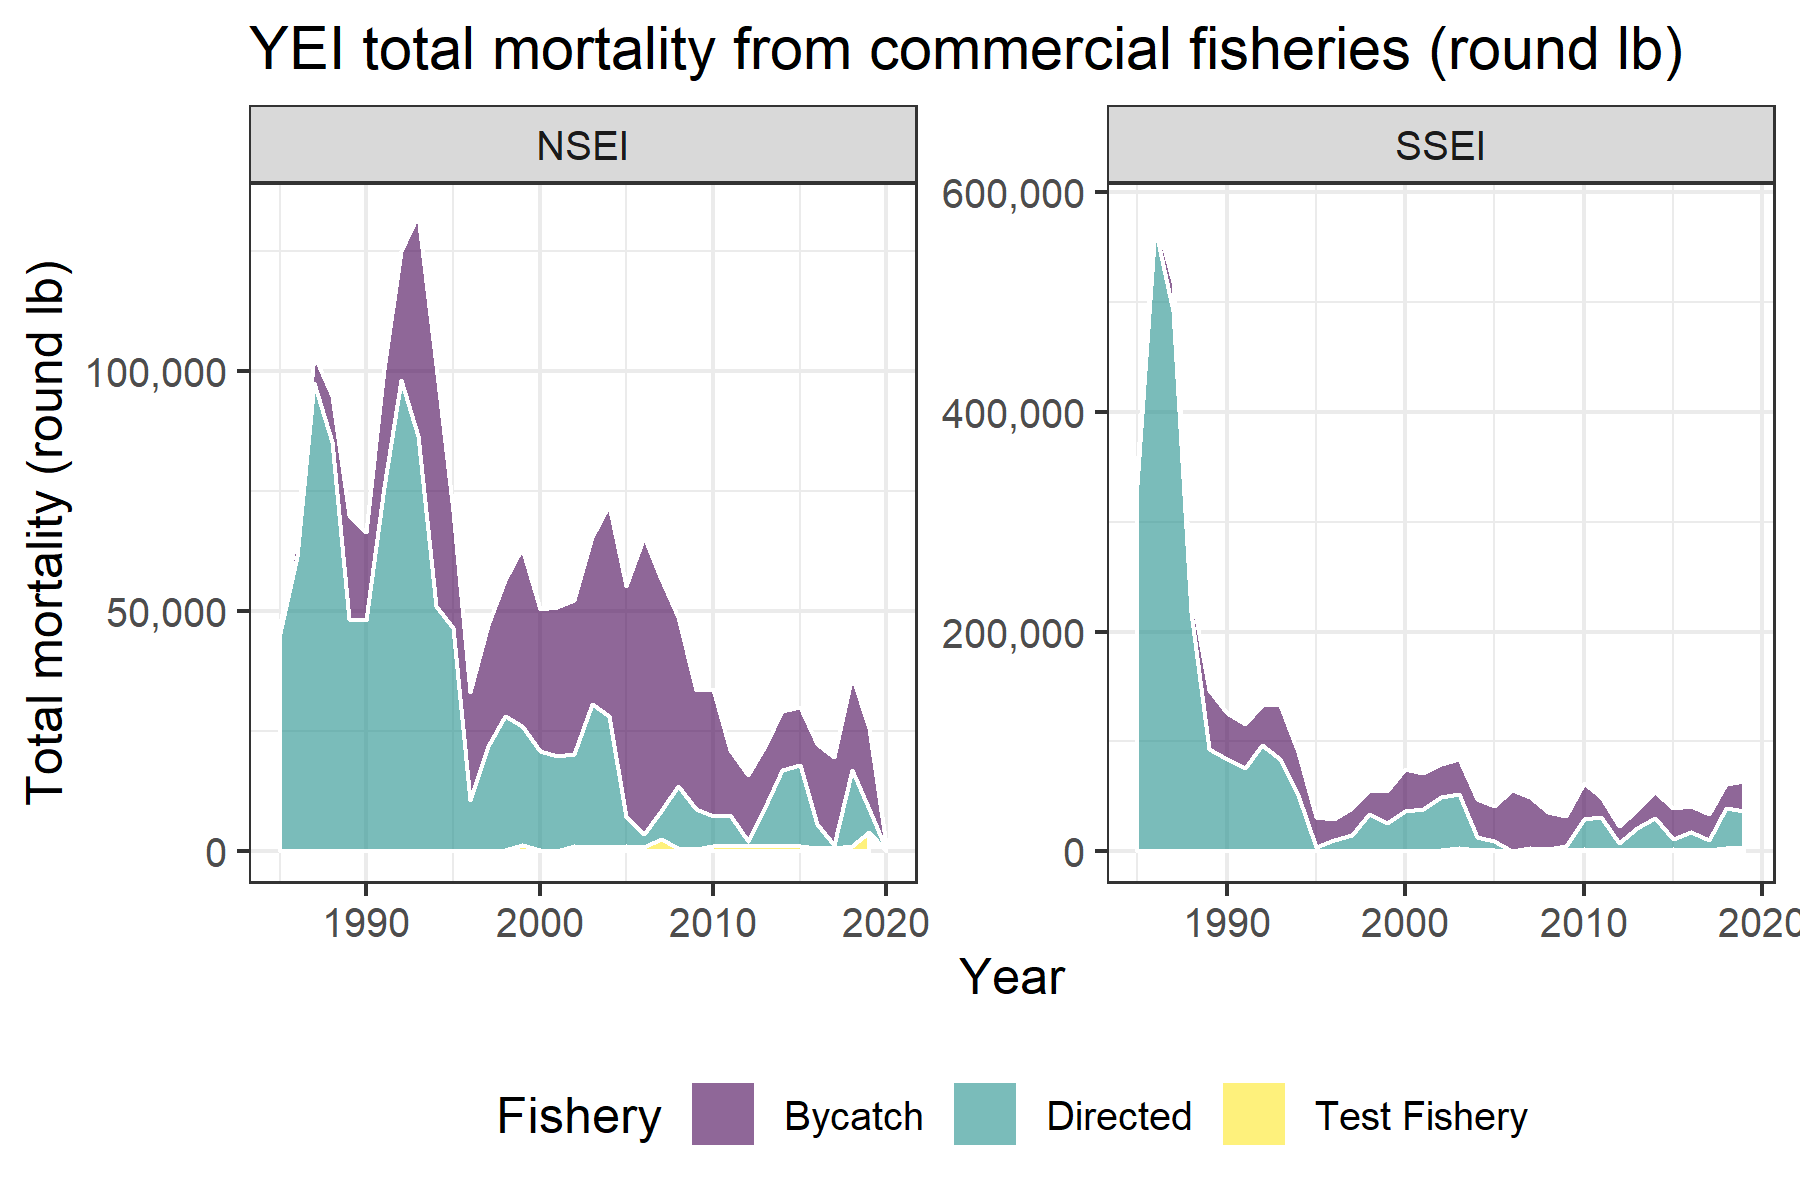 YEI total mortality from commercial fisheries (round lb)
NSEI
SSEI
Total mortality (round lb)
100,000
50,000
0
600,000
400,000
200,000
0
1990 2000 2010 2020
1990 2000 2010 2020
Year
Fishery Bycatch Directed Test Fishery